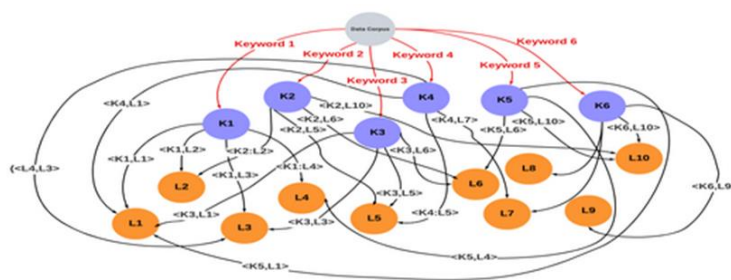 Data Corpus
Keyword 1
Keyword 2
Keyword 3
Keyword 4
Keyword 5
Keyword 6
K1
K2
K3
K4
K5
K6
<K4,L1>
<K2,L10>
<K2,L6>
<K2,L5>
<K4,L7>
<K5,L6>
<K5,L10>
<K6,L10>
{<L4,L3>
<K1,L1>
<K1,L2>
<K2:L2>
<K1,L3>
<K1:L4>
<K3,L6>
<K3,L5>
<K6,L9
<K3,L1>
<K3,L3>
<K4:L5>
<K5,L4>
<K5,L1>
L1
L2
L3
L4
L5
L6
L7
L8
L9
L10